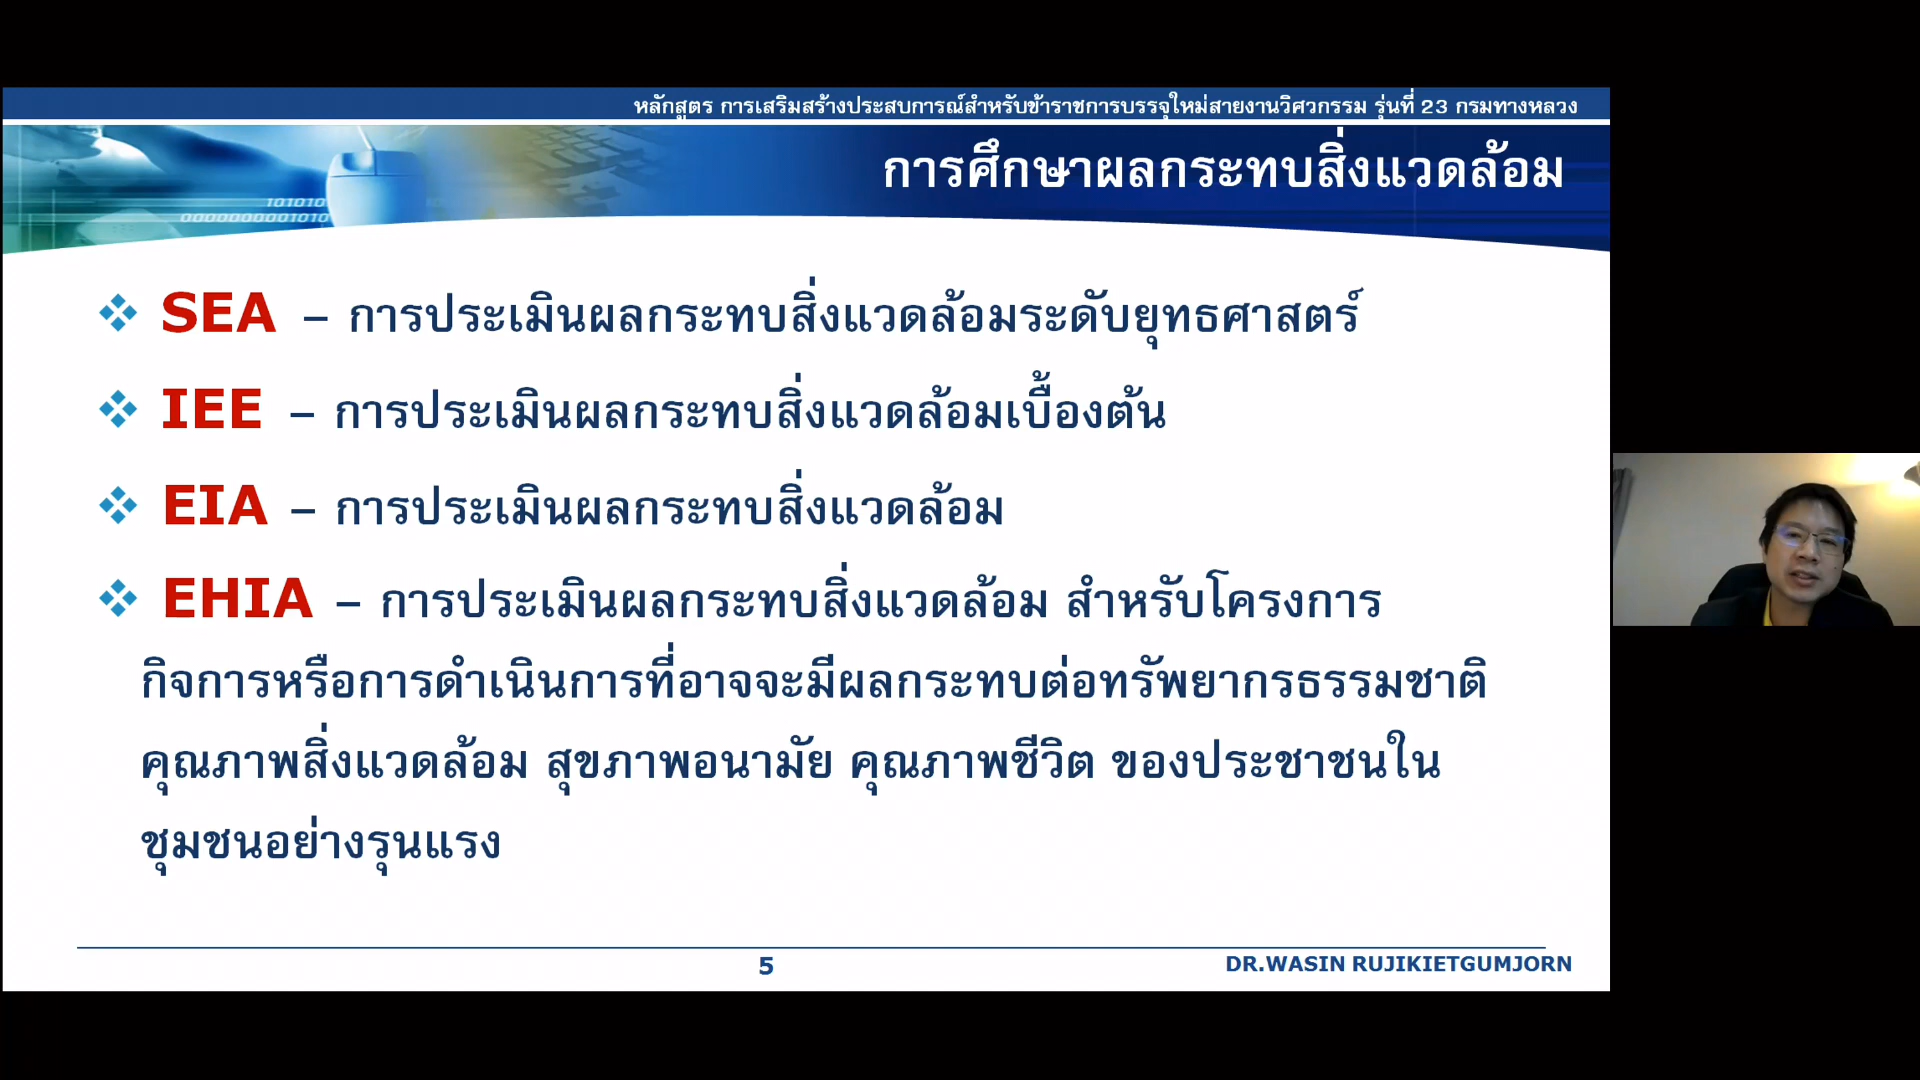 หลักสูตร การเสริมสร้างประสบการณ์สำหรับข้าราชการบรรจุใหม่สายงานวิศวกรรม รุ่นที่ 23 กรมทางหลวง
การศึกษาผลกระทบสิ่งแวดล้อม
101010
00000000001010
SEA – การประเมินผลกระทบสิ่งแวดล้อมระดับยุทธศาสตร์
IEE – การประเมินผลกระทบสิ่งแวดล้อมเบื้องต้น
EIA – การประเมินผลกระทบสิ่งแวดล้อม
EHIA – การประเมินผลกระทบสิ่งแวดล้อม สำหรับโครงการ
กิจการหรือการดำเนินการที่อาจจะมีผลกระทบต่อทรัพยากรธรรมชาติ
คุณภาพสิ่งแวดล้อม สุขภาพอนามัย คุณภาพชีวิต ของประชาชนใน
ชุมชนอย่างรุนแรง
5
DR.WASIN RUJIKIETGUMJORN